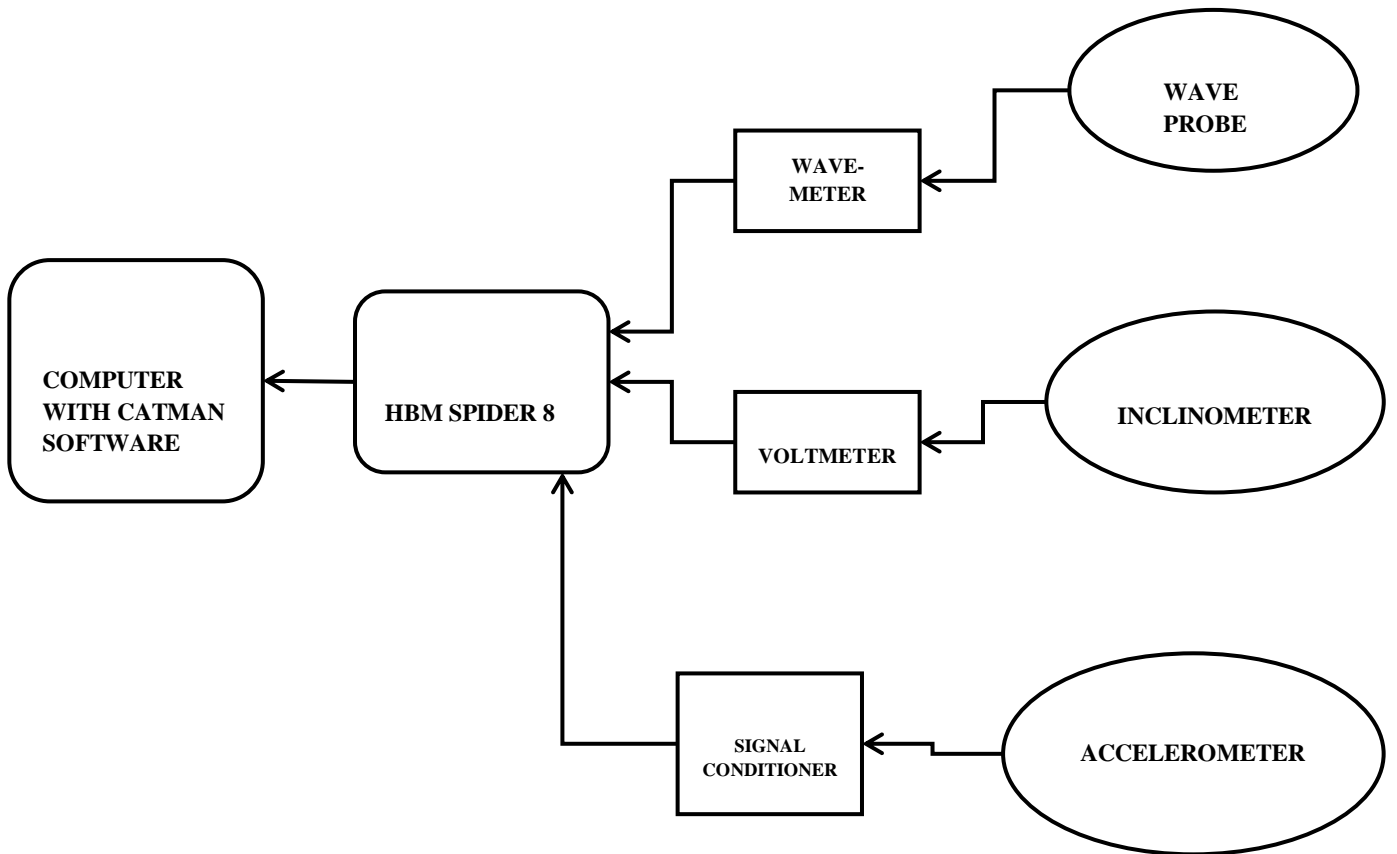 WAVE
PROBE
WAVE-
METER
COMPUTER
WITH CATMAN
SOFTWARE
HBM SPIDER 8
VOLTMETER
INCLINOMETER
SIGNAL
CONDITIONER
ACCELEROMETER